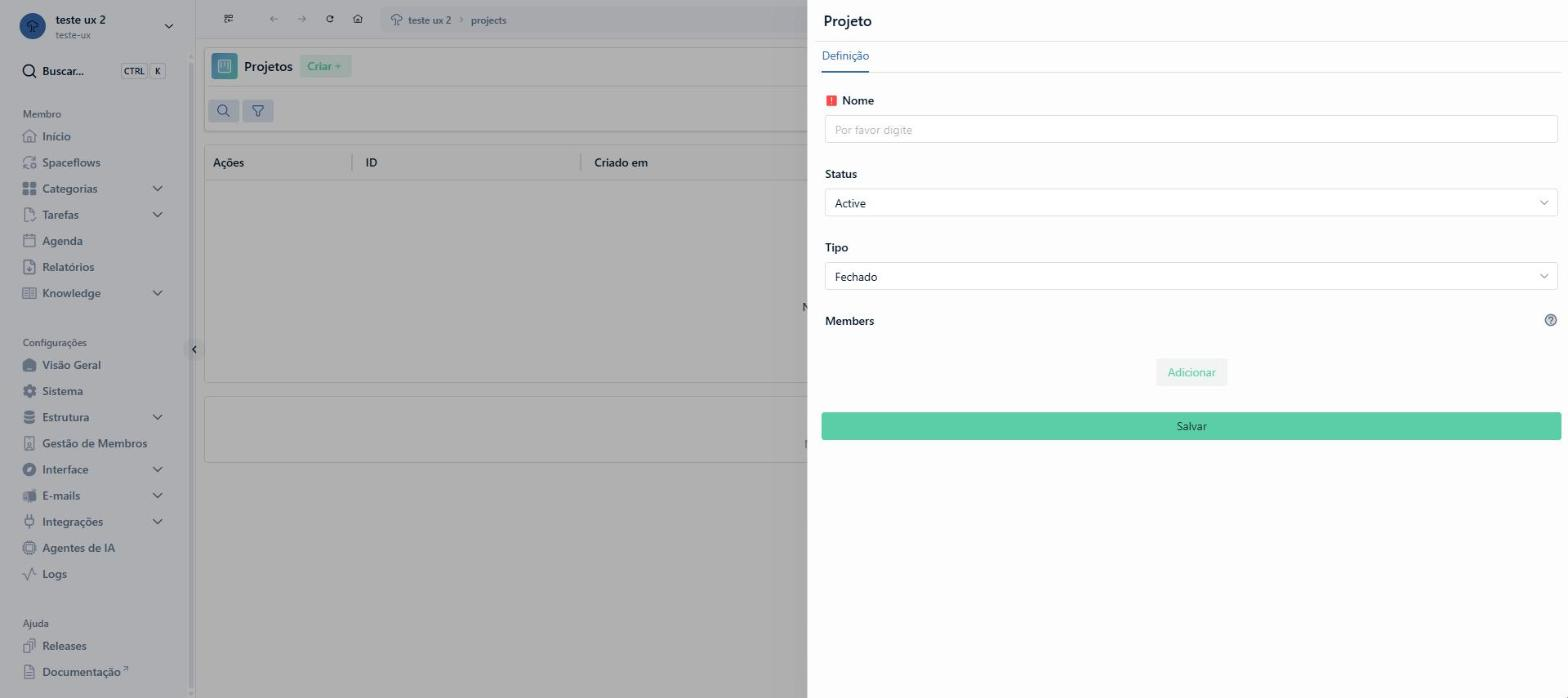 teste ux 2
teste-ux
Buscar...
CTRL K
Membro
Início
Spaceflows
Categorias
Tarefas
Agenda
Relatórios
Knowledge
Configurações
Visão Geral
Sistema
Estrutura
Gestão de Membros
Interface
E-mails
Integrações
Agentes de IA
Logs
Ajuda
Releases
Documentação
teste ux 2 > projects
Projetos
Criar +
Ações
ID
Criado em
Projeto
Definição
Nome
Por favor digite
Status
Active
Tipo
Fechado
Members
Adicionar
Salvar